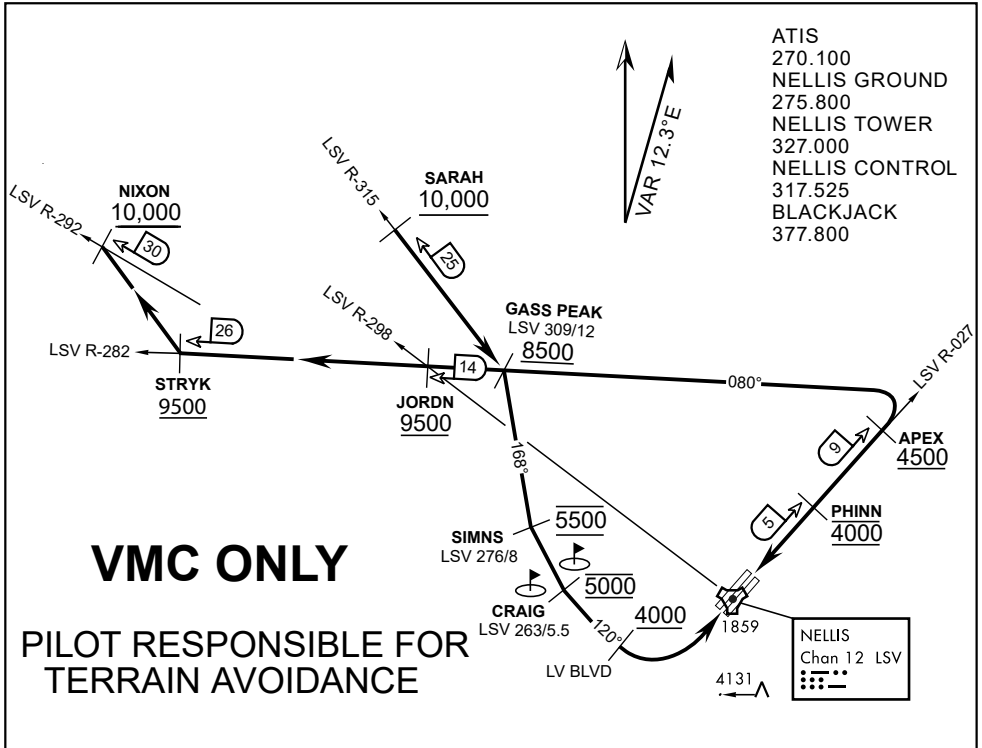 ATIS
270.100
NELLIS GROUND
275.800
NELLIS TOWER
327.000
NELLIS CONTROL
317.525
BLACKJACK
377.800
VAR 12.3°E
LSV R-315
SARAH
10,000
25
NIXON
10,000
LSV R-292
30
LSV R-298
GASS PEAK
LSV 309/12
8500
26
LSV R-282
STRYK
9500
14
JORDN
9500
080°
LSV R-027
9
APEX
4500
168°
5
PHINN
4000
5500
SIMNS
LSV 276/8
5000
CRAIG
LSV 263/5.5
120°
4000
LV BLVD
1859
4131
VMC ONLY
PILOT RESPONSIBLE FOR
TERRAIN AVOIDANCE
NELLIS
Chan 12 LSV